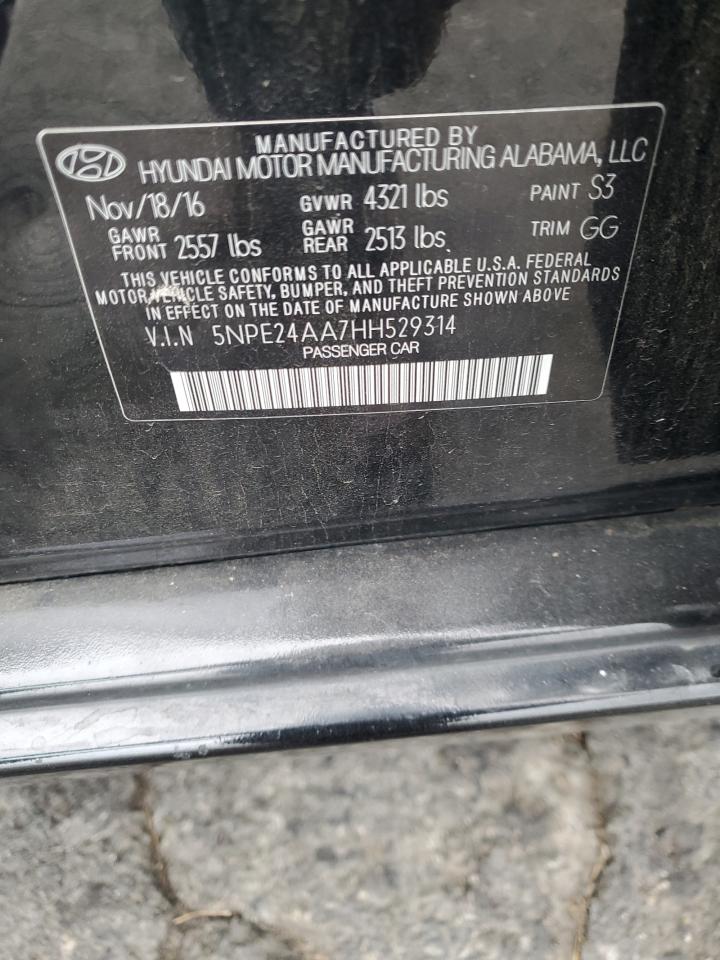 MANUFACTURED BY
HYUNDAI MOTOR MANUFACTURING ALABAMA, LLC
Nov/18/16 GVWR 4321 lbs PAINT S3
GAWR FRONT 2557 lbs GAWR REAR 2513 lbs TRIM GG
THIS VEHICLE CONFORMS TO ALL APPLICABLE U.S.A. FEDERAL
MOTOR VEHICLE SAFETY, BUMPER, AND THEFT PREVENTION STANDARDS
IN EFFECT ON THE DATE OF MANUFACTURE SHOWN ABOVE
V.I.N 5NPE24AA7HH529314
PASSENGER CAR